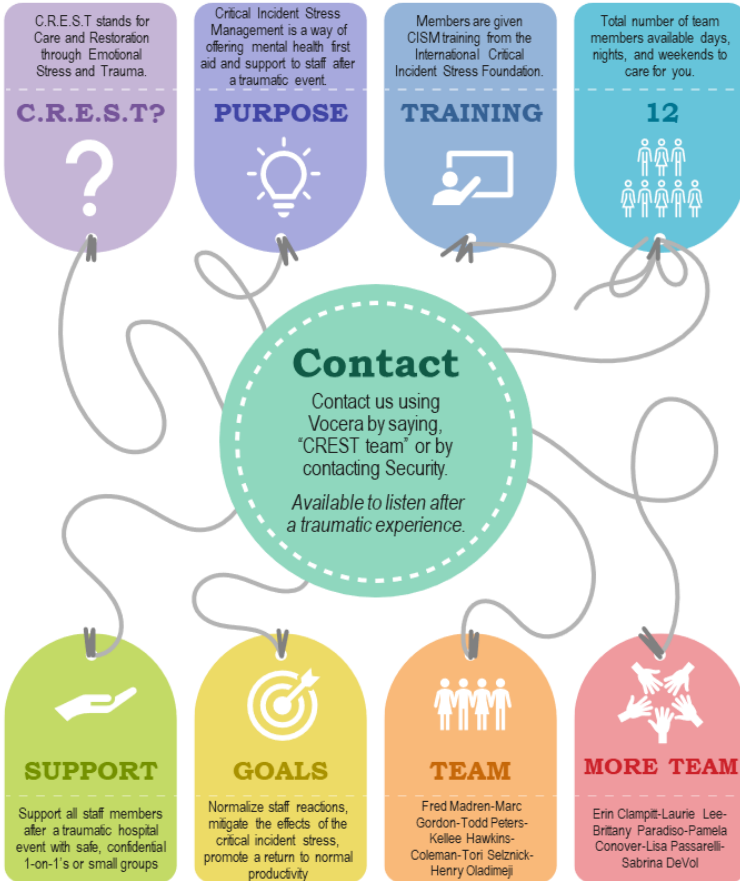 C.R.E.S.T stands for
Care and Restoration
through Emotional
Stress and Trauma.
C.R.E.S.T?
Critical Incident Stress
Management is a way of
offering mental health first
aid and support to staff after
a traumatic event.
PURPOSE
Members are given
CISM training from the
International Critical
Incident Stress Foundation.
TRAINING
Total number of team
members available days,
nights, and weekends to
care for you.
12
Contact
Contact us using
Vocera by saying,
“CREST team” or by
contacting Security.
Available to listen after
a traumatic experience.
SUPPORT
Support all staff members
after a traumatic hospital
event with safe, confidential
1-on-1’s or small groups
GOALS
Normalize staff reactions,
mitigate the effects of the
critical incident stress,
promote a return to normal
productivity
TEAM
Fred Madren-Marc
Gordon-Todd Peters-
Kellee Hawkins-
Coleman-Tori Selznick-
Henry Oladimeji
MORE TEAM
Erin Clampitt-Laurie Lee-
Brittany Paradiso-Pamela
Conover-Lisa Passarelli-
Sabrina DeVol